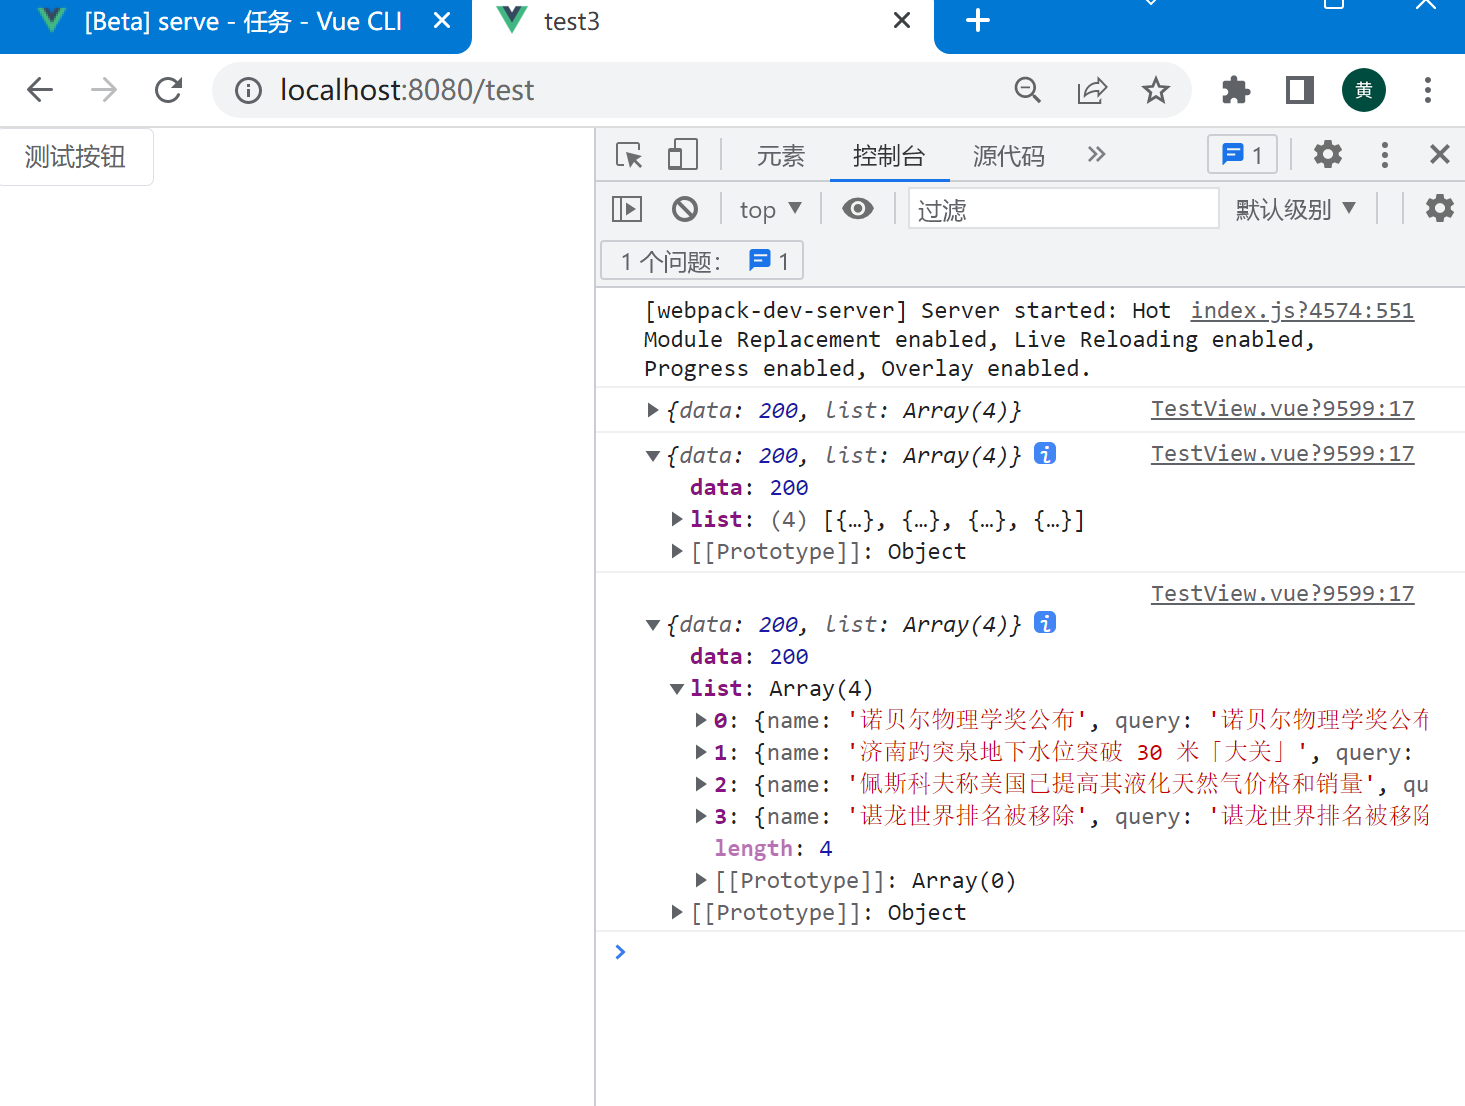 [Beta] serve - 任务 - Vue CLI
test3
localhost:8080/test
黄
测试按钮
元素 控制台 源代码 1
top 过滤 默认级别
1 个问题： 1
[webpack-dev-server] Server started: Hot index.js?4574:551
Module Replacement enabled, Live Reloading enabled,
Progress enabled, Overlay enabled.
{data: 200, list: Array(4)} TestView.vue?9599:17
{data: 200, list: Array(4)} i TestView.vue?9599:17
data: 200
list: (4) [{…}, {…}, {…}, {…}]
[[Prototype]]: Object
TestView.vue?9599:17
{data: 200, list: Array(4)} i
data: 200
list: Array(4)
0: {name: '诺贝尔物理学奖公布', query: '诺贝尔物理学奖公布
1: {name: '济南趵突泉地下水位突破 30 米「大关」', query:
2: {name: '佩斯科夫称美国已提高其液化天然气价格和销量', qu
3: {name: '谌龙世界排名被移除', query: '谌龙世界排名被移除
length: 4
[[Prototype]]: Array(0)
[[Prototype]]: Object